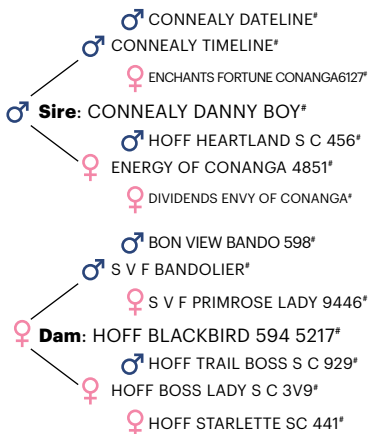 CONNEALY DATELINE#
CONNEALY TIMELINE#
ENCHANTS FORTUNE CONANGA6127#
Sire: CONNEALY DANNY BOY#
HOFF HEARTLAND S C 456#
ENERGY OF CONANGA 4851#
DIVIDENDS ENVY OF CONANGA#
BON VIEW BANDO 598#
S V F BANDOLIER#
S V F PRIMROSE LADY 9446#
Dam: HOFF BLACKBIRD 594 5217#
HOFF TRAIL BOSS S C 929#
HOFF BOSS LADY S C 3V9#
HOFF STARLETTE SC 441#